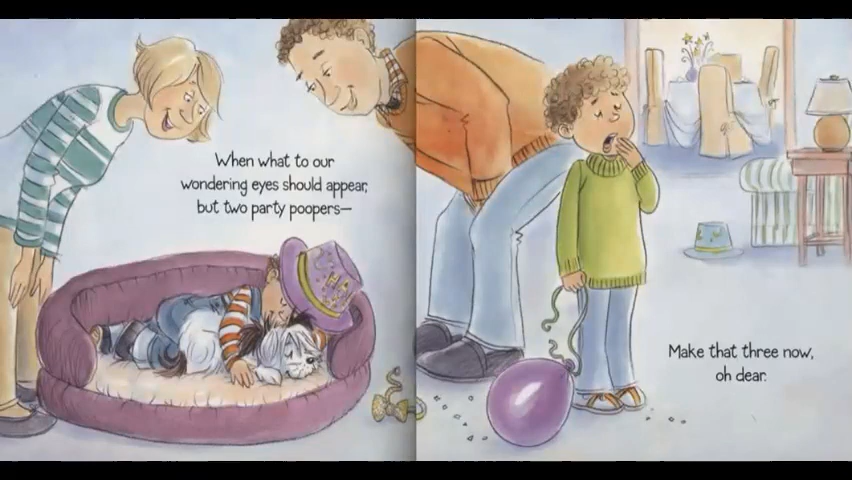 When what to our
wondering eyes should appear,
but two party poopers—
Make that three now,
oh dear.